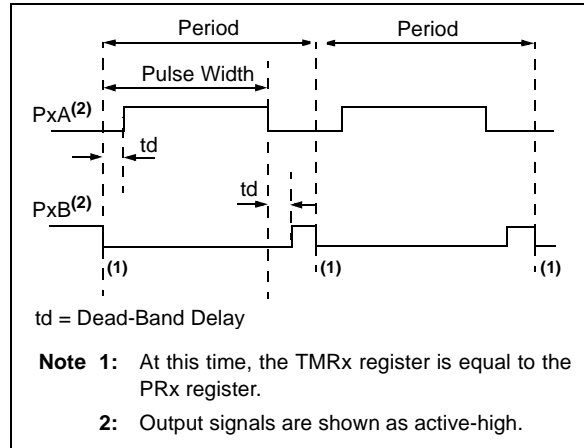 Period
Period
Pulse Width
PxA(2)
td
td
PxB(2)
(1)
(1)
(1)
td = Dead-Band Delay
Note 1: At this time, the TMRx register is equal to the
PRx register.
2: Output signals are shown as active-high.